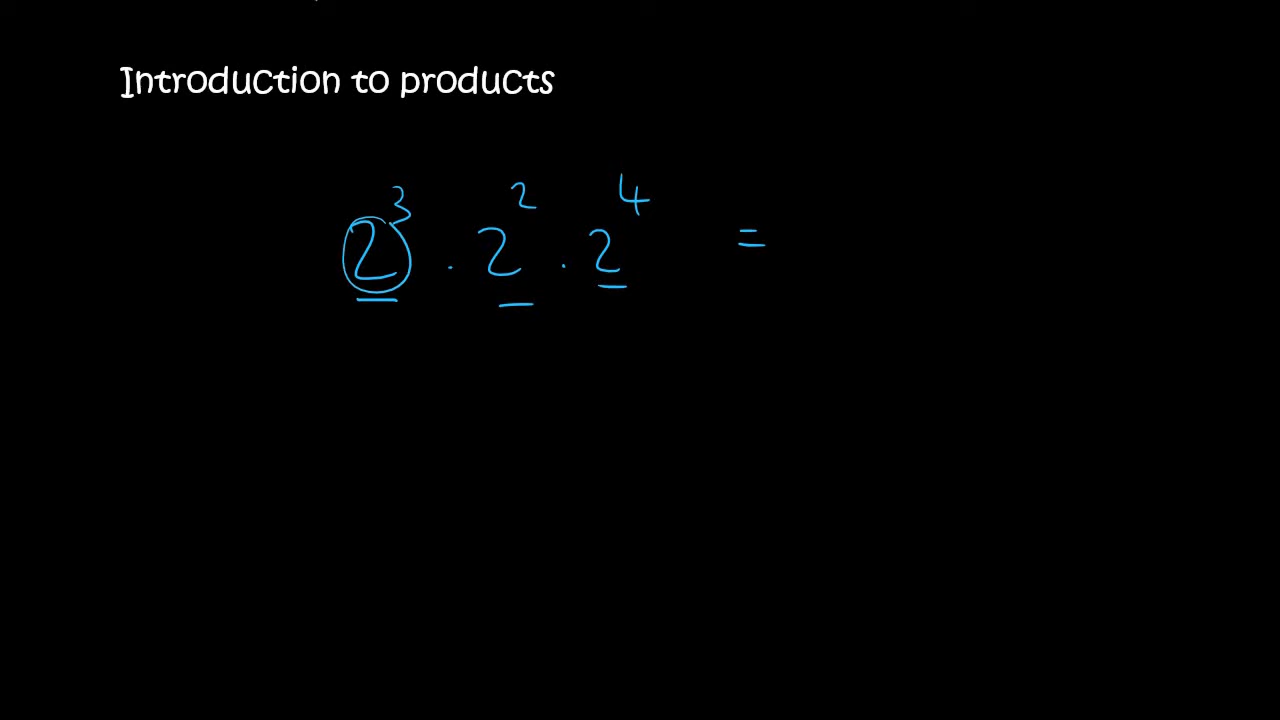 Introduction to products
2³ . 2² . 2⁴ =